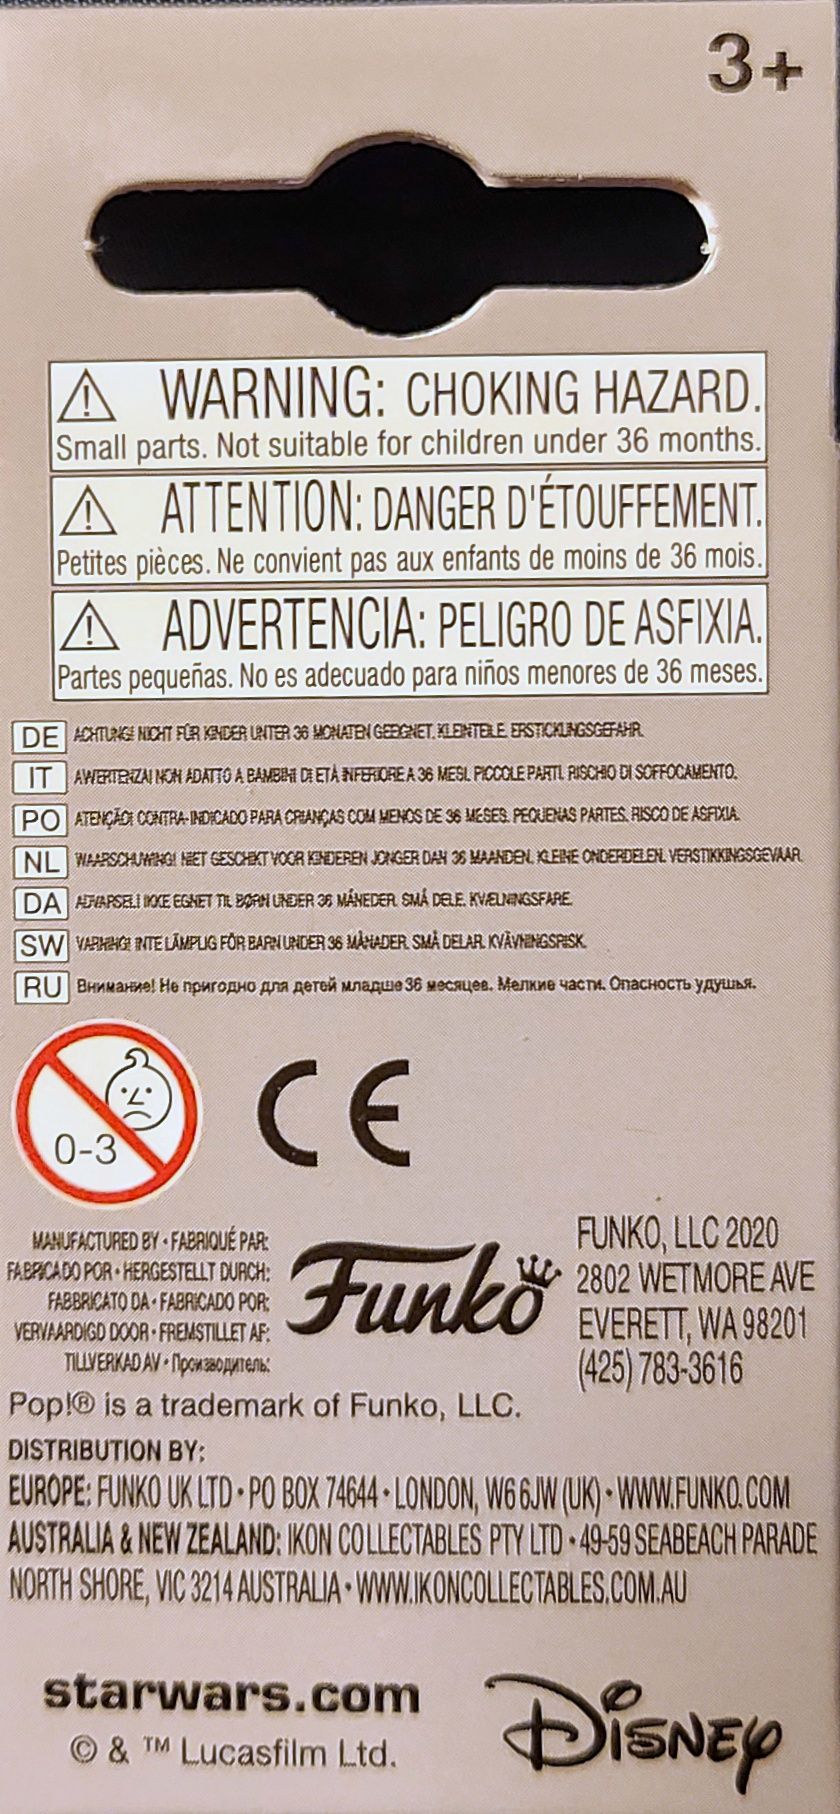 3+
WARNING: CHOKING HAZARD.
Small parts. Not suitable for children under 36 months.
ATTENTION: DANGER D'ÉTOUFFEMENT.
Petites pièces. Ne convient pas aux enfants de moins de 36 mois.
ADVERTENCIA: PELIGRO DE ASFIXIA.
Partes pequeñas. No es adecuado para niños menores de 36 meses.
DE ACHTUNG! NICHT FÜR KINDER UNTER 36 MONATEN GEEIGNET. KLEINTEILE. ERSTICKUNGSGEFAHR.
IT AVVERTENZA! NON ADATTO A BAMBINI DI ETÀ INFERIORE A 36 MESI. PICCOLE PARTI. RISCHIO DI SOFFOCAMENTO.
PO ATENÇÃO! CONTRA-INDICADO PARA CRIANÇAS COM MENOS DE 36 MESES. PEQUENAS PARTES. RISCO DE ASFIXIA.
NL WAARSCHUWING! NIET GESCHIKT VOOR KINDEREN JONGER DAN 36 MAANDEN. KLEINE ONDERDELEN. VERSTIKKINGSGEVAAR.
DA ADVARSEL! IKKE EGNET TIL BØRN UNDER 36 MÅNEDER. SMÅ DELE. KVÆLNINGSFARE.
SW VARNING! INTE LÄMPLIG FÖR BARN UNDER 36 MÅNADER. SMÅ DELAR. KVÄVNINGSRISK.
RU Внимание! Не пригодно для детей младше 36 месяцев. Мелкие части. Опасность удушья.
0-3
CE
MANUFACTURED BY • FABRIQUÉ PAR:
FABRICADO POR • HERGESTELLT DURCH:
FABBRICATO DA • FABRICADO POR:
VERVAARDIGD DOOR • FREMSTILLET AF:
TILLVERKAD AV • Производитель:
Funko
FUNKO, LLC 2020
2802 WETMORE AVE
EVERETT, WA 98201
(425) 783-3616
Pop!® is a trademark of Funko, LLC.
DISTRIBUTION BY:
EUROPE: FUNKO UK LTD • PO BOX 74644 • LONDON, W6 6JW (UK) • WWW.FUNKO.COM
AUSTRALIA & NEW ZEALAND: IKON COLLECTABLES PTY LTD • 49-59 SEABEACH PARADE
NORTH SHORE, VIC 3214 AUSTRALIA • WWW.IKONCOLLECTABLES.COM.AU
starwars.com
© & ™ Lucasfilm Ltd.
DISNEY